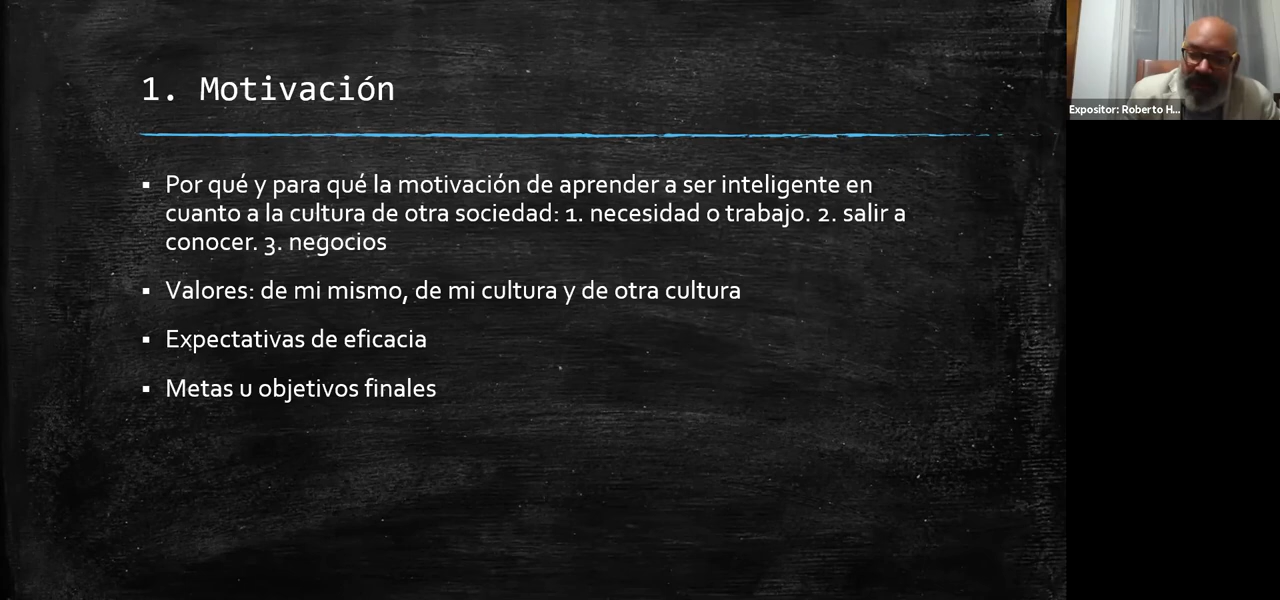 1. Motivación
▪ Por qué y para qué la motivación de aprender a ser inteligente en
cuanto a la cultura de otra sociedad: 1. necesidad o trabajo. 2. salir a
conocer. 3. negocios
▪ Valores: de mi mismo, de mi cultura y de otra cultura
▪ Expectativas de eficacia
▪ Metas u objetivos finales
Expositor: Roberto H...